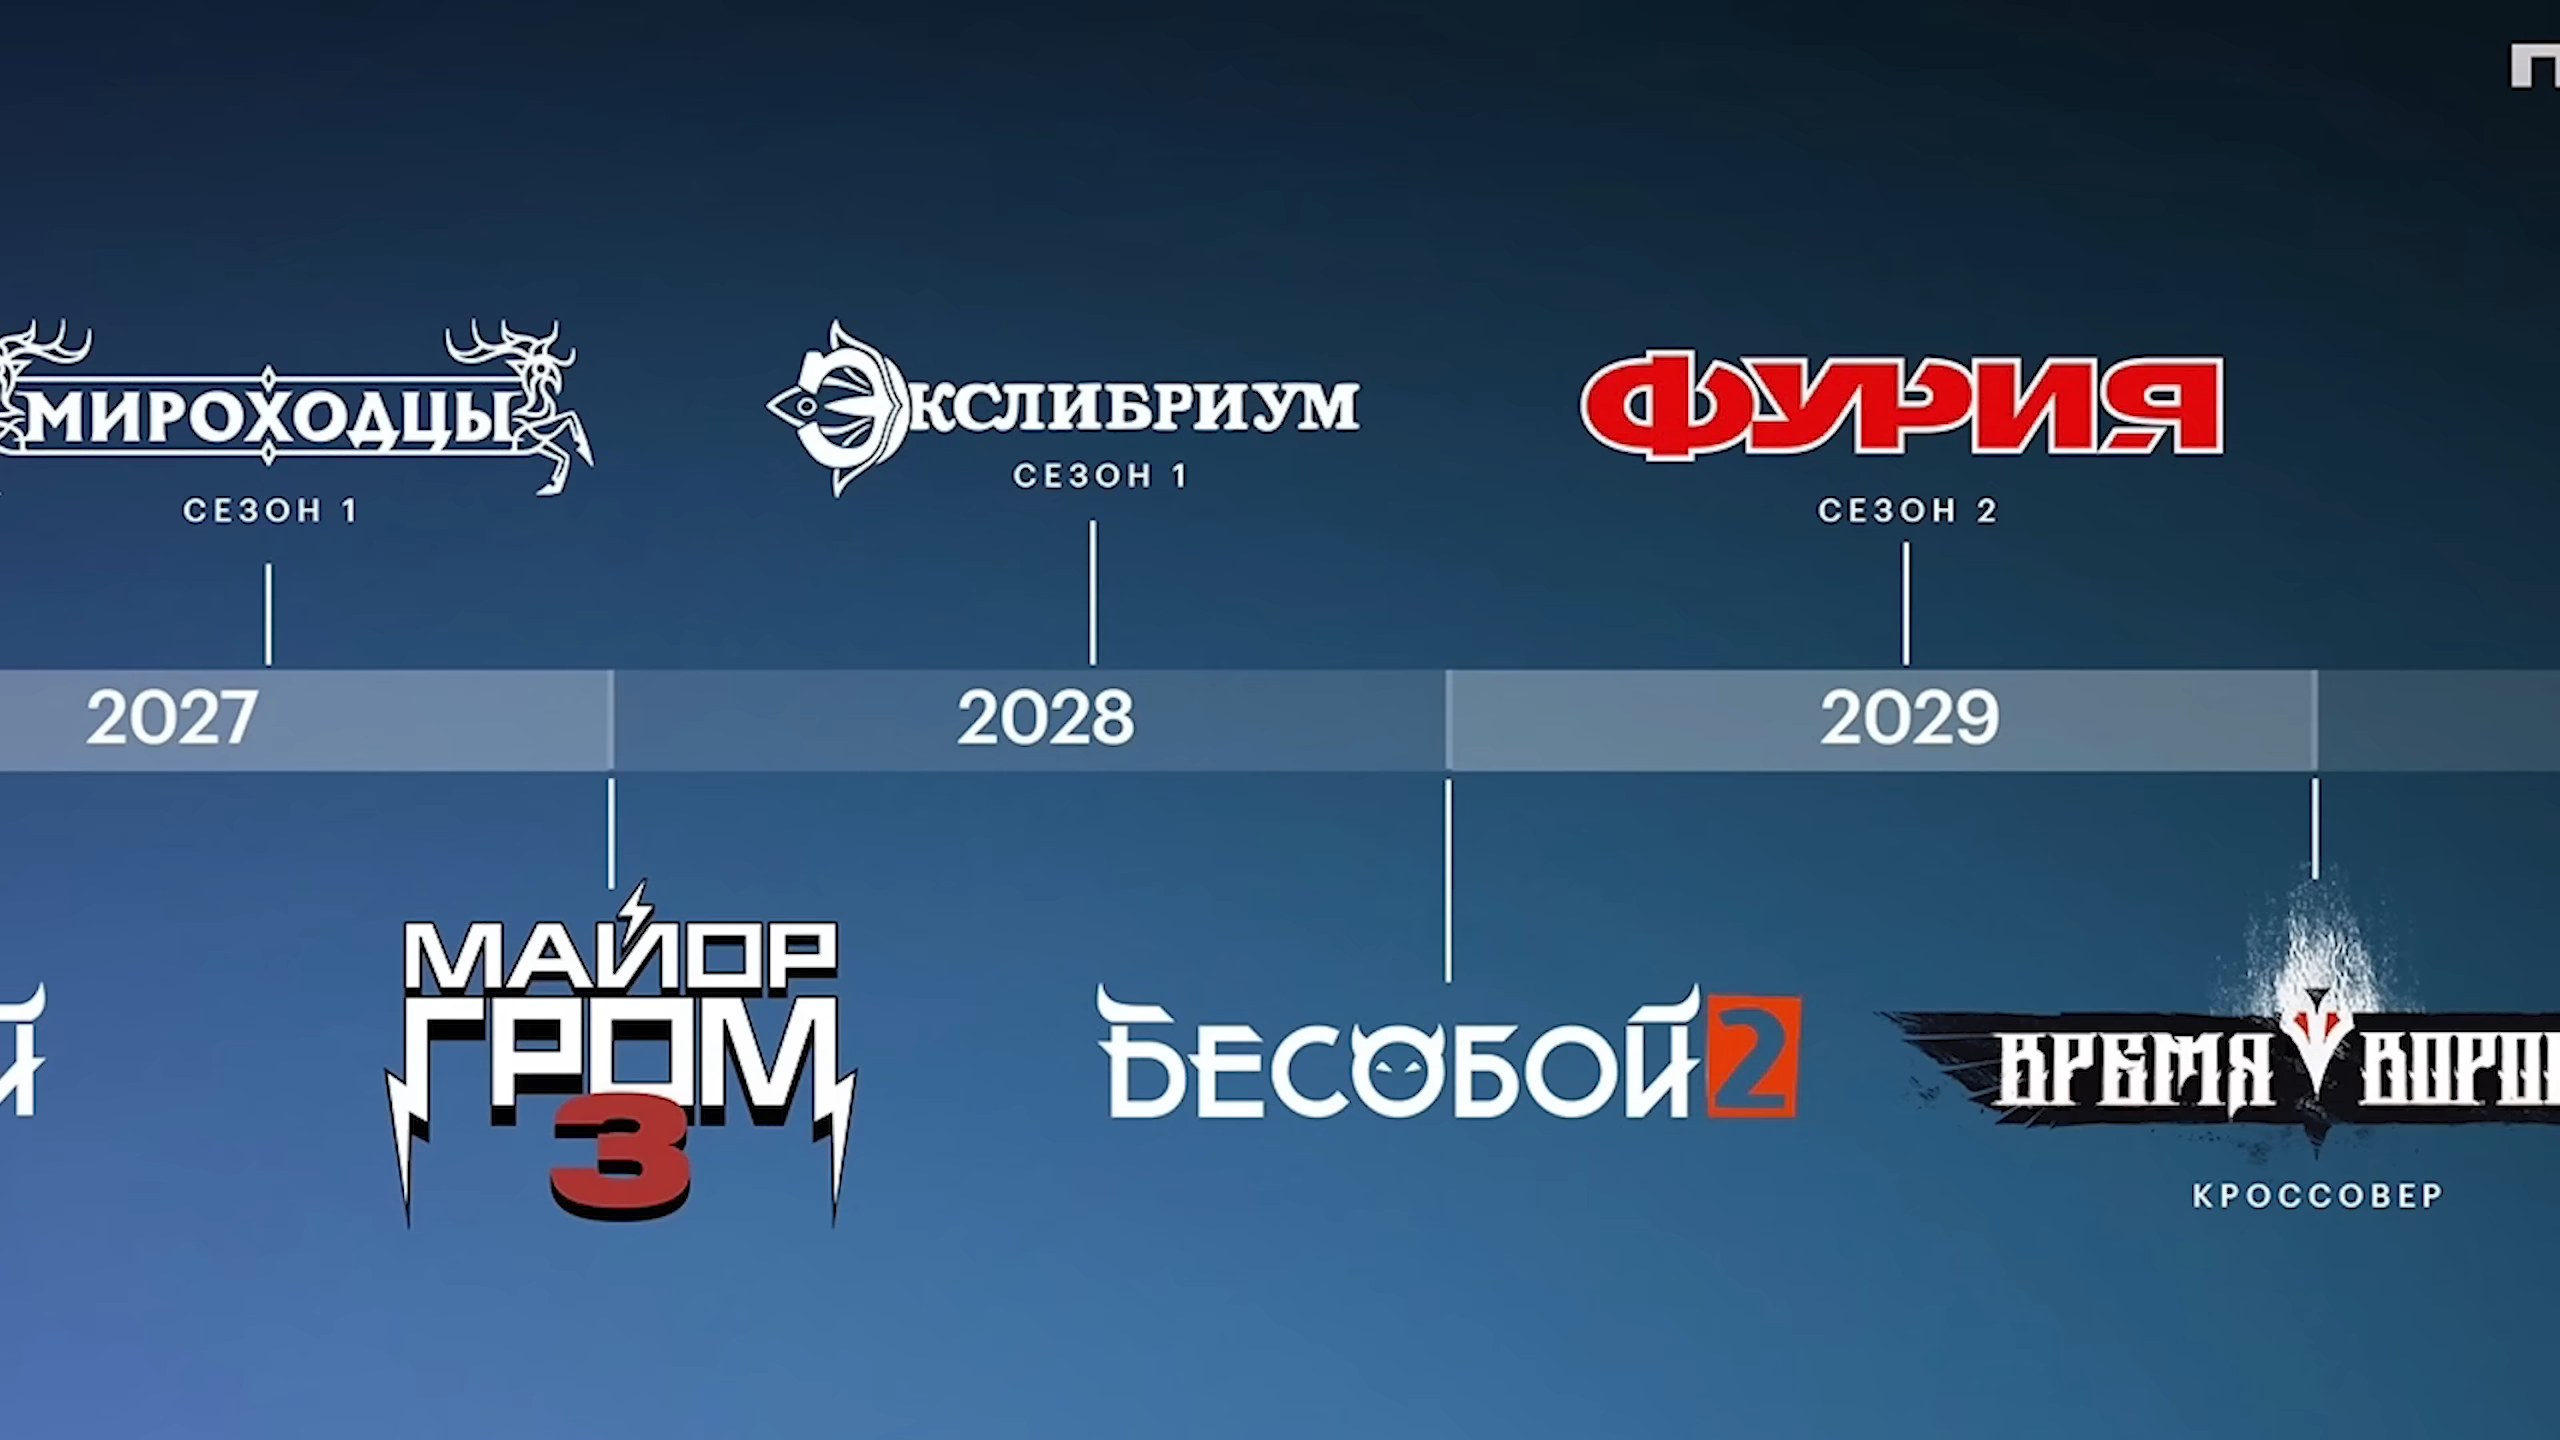 МИРОХОДЦЫ
СЕЗОН 1
ЭКСЛИБРИУМ
СЕЗОН 1
ФУРИЯ
СЕЗОН 2
2027
2028
2029
МАЙОР
ГРОМ
3
БЕСОБОЙ 2
ВРЕМЯ
КРОССОВЕР